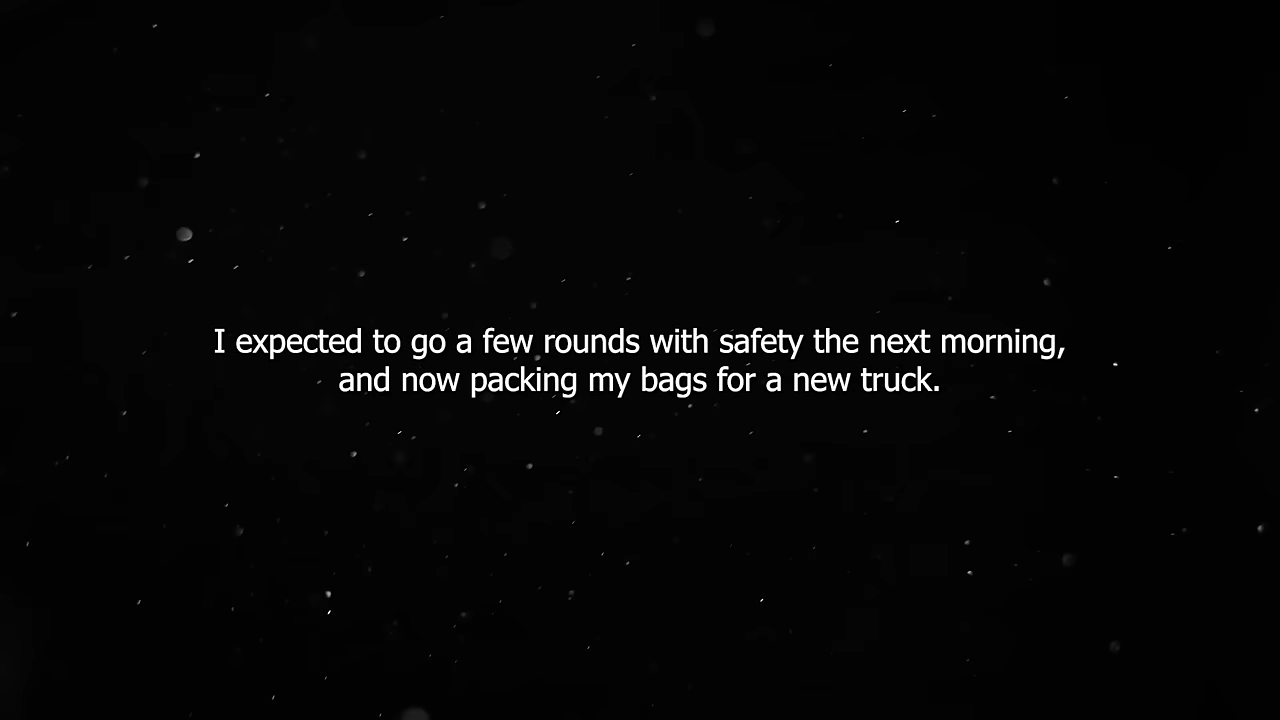 I expected to go a few rounds with safety the next morning,
and now packing my bags for a new truck.